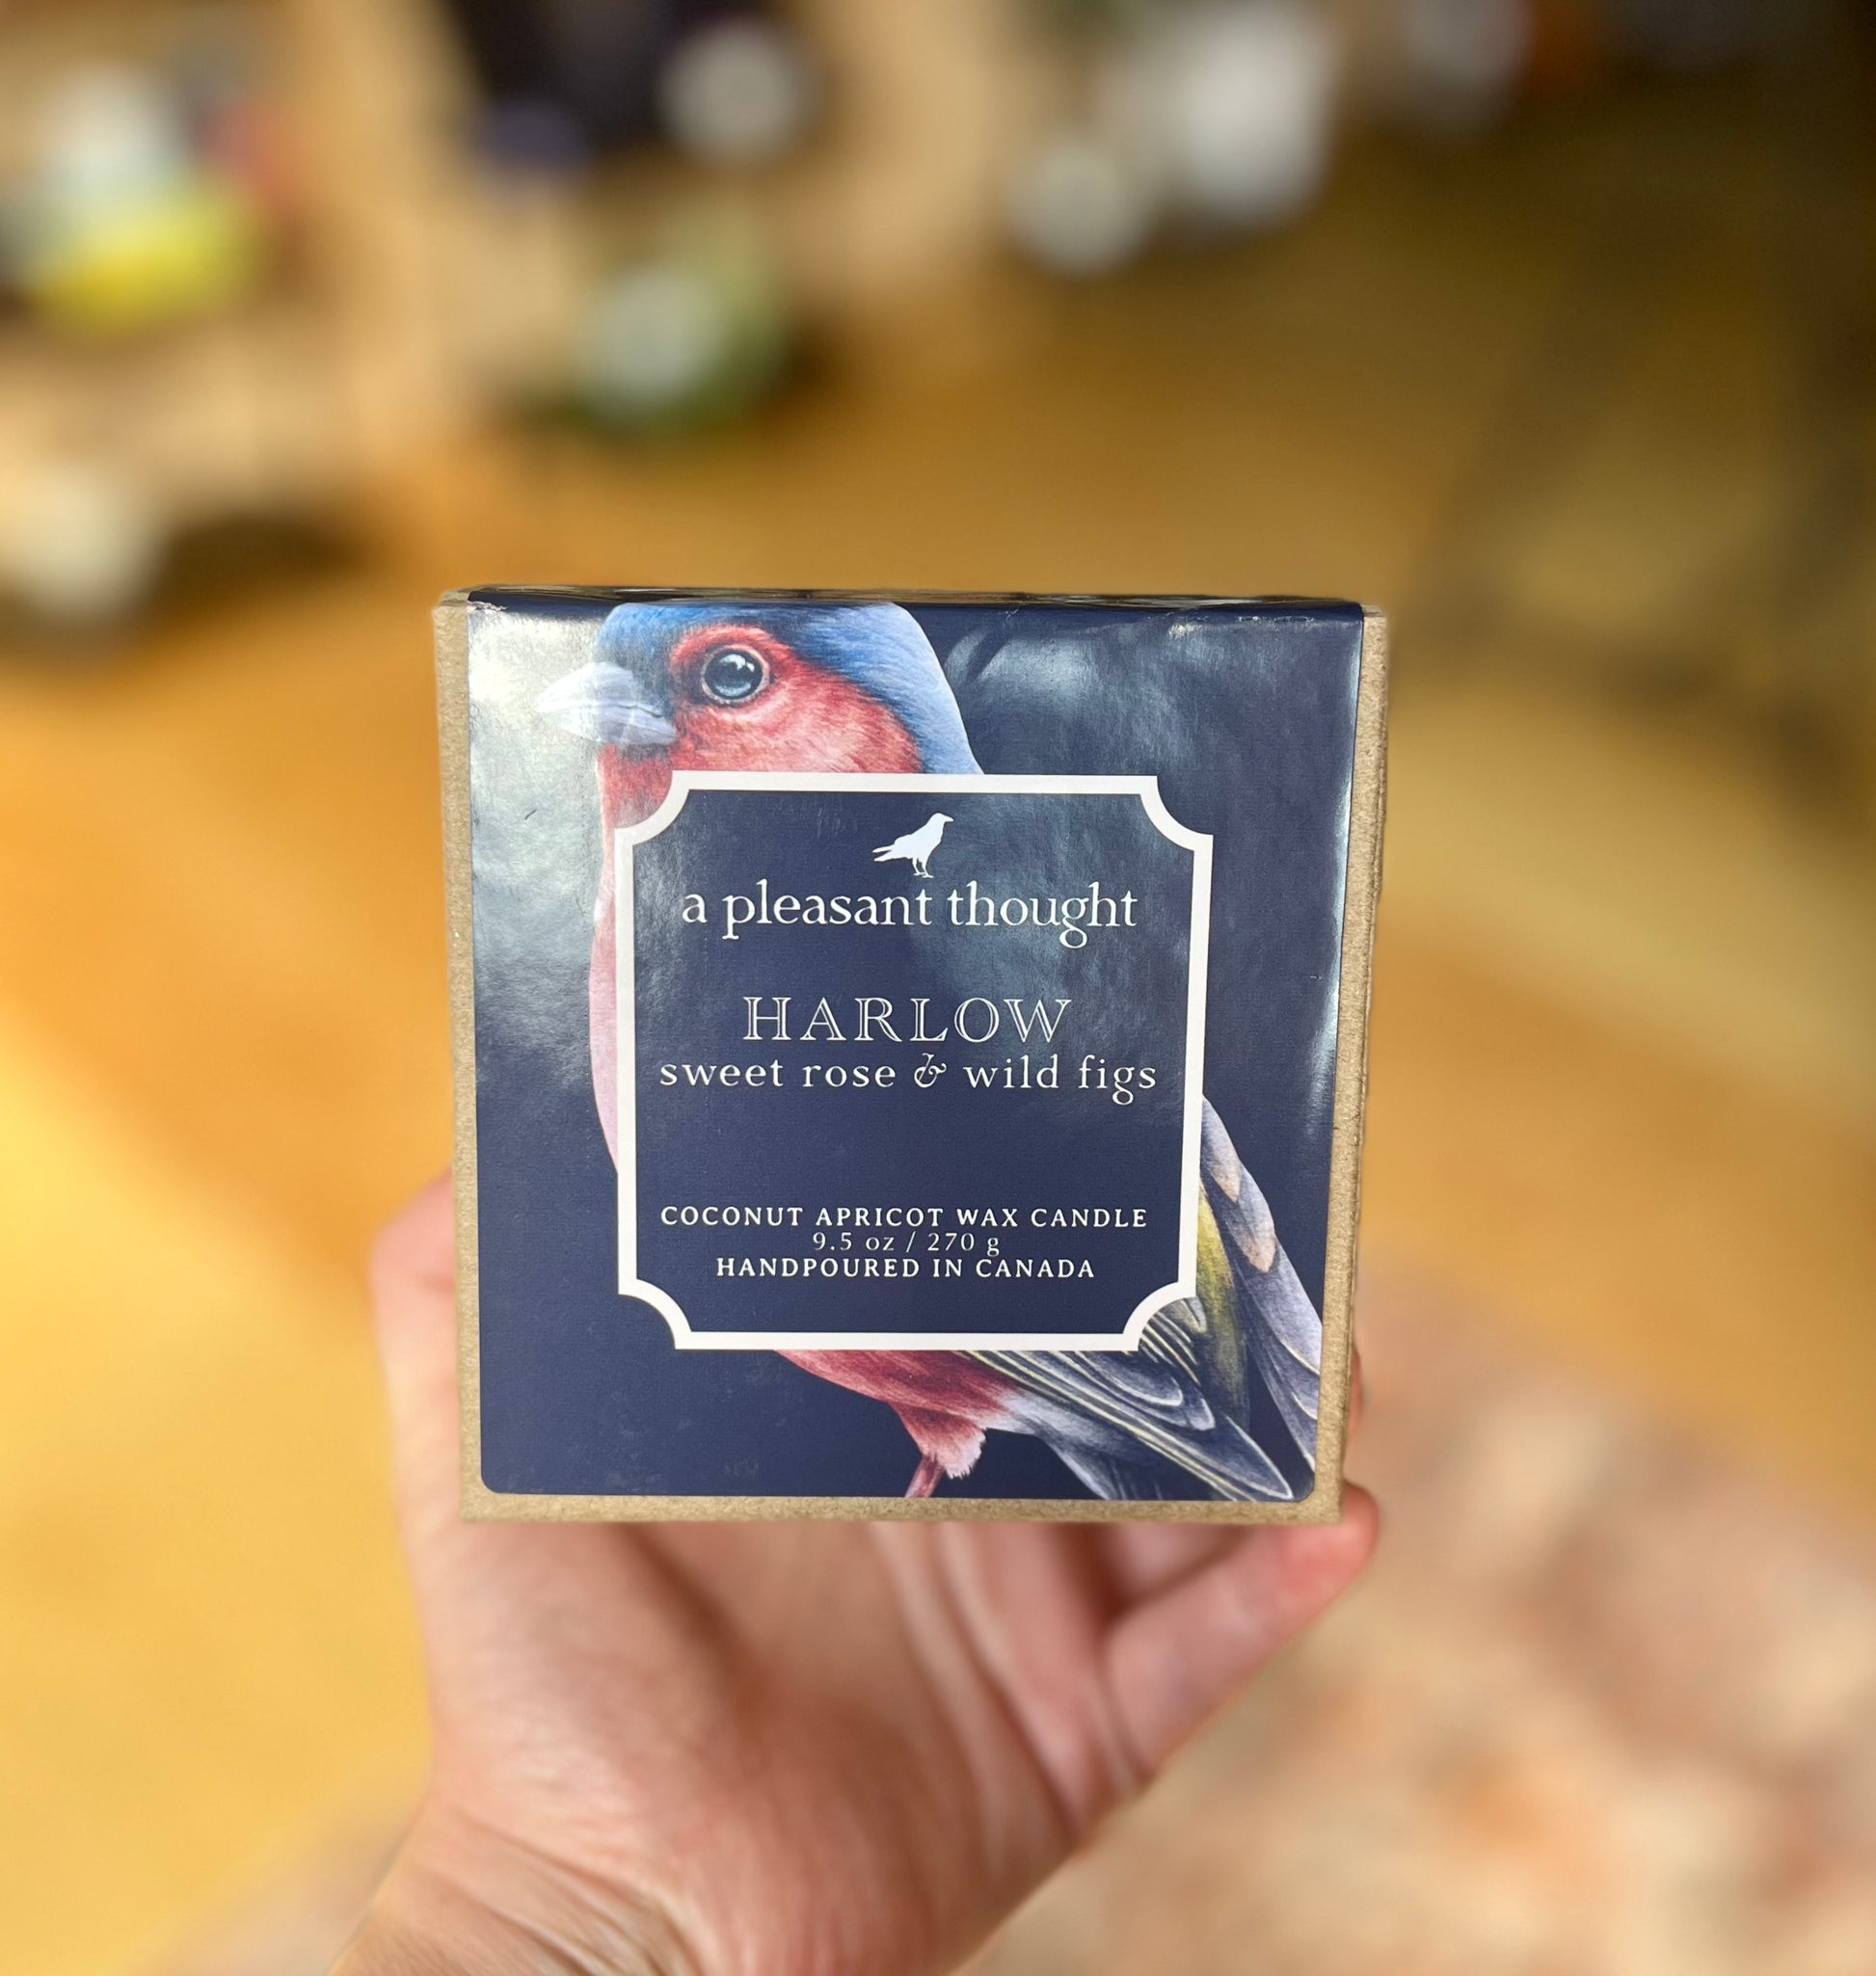 a pleasant thought
HARLOW
sweet rose & wild figs
COCONUT APRICOT WAX CANDLE
9.5 oz / 270 g
HANDPOURED IN CANADA